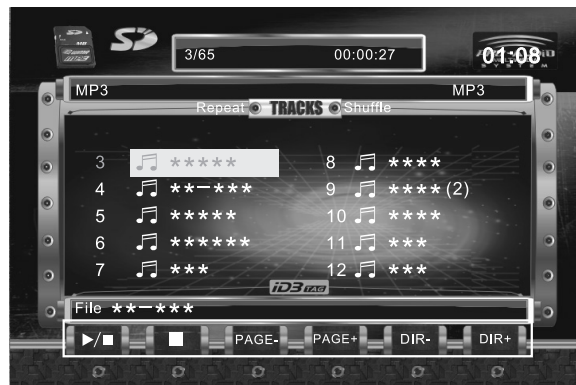 SD
3/65 00:00:27 01:08
MP3 MP3
Repeat TRACKS Shuffle
3 *****
4 **-***
5 *****
6 ******
7 ***
8 ****
9 ****(2)
10 ****
11 ***
12 ***
iD3 TAG
File **-***
▶/■ ■ PAGE- PAGE+ DIR- DIR+